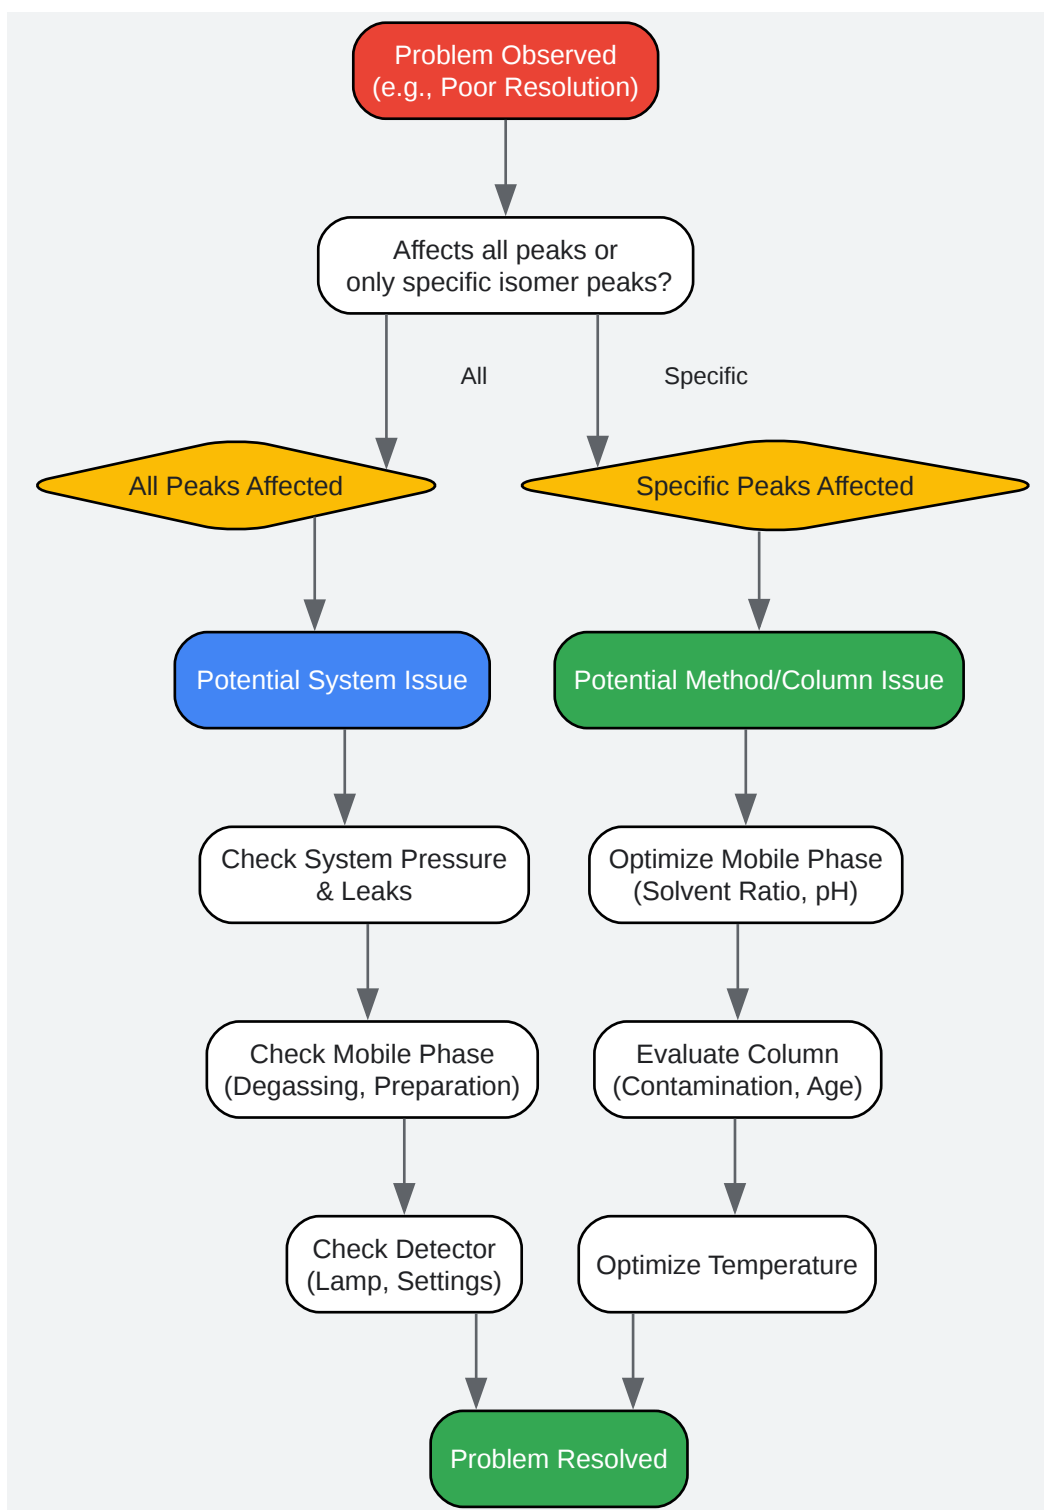 Problem Observed
(e.g., Poor Resolution)
Affects all peaks or
only specific isomer peaks?
All
Specific
All Peaks Affected
Specific Peaks Affected
Potential System Issue
Potential Method/Column Issue
Check System Pressure
& Leaks
Optimize Mobile Phase
(Solvent Ratio, pH)
Check Mobile Phase
(Degassing, Preparation)
Evaluate Column
(Contamination, Age)
Check Detector
(Lamp, Settings)
Optimize Temperature
Problem Resolved